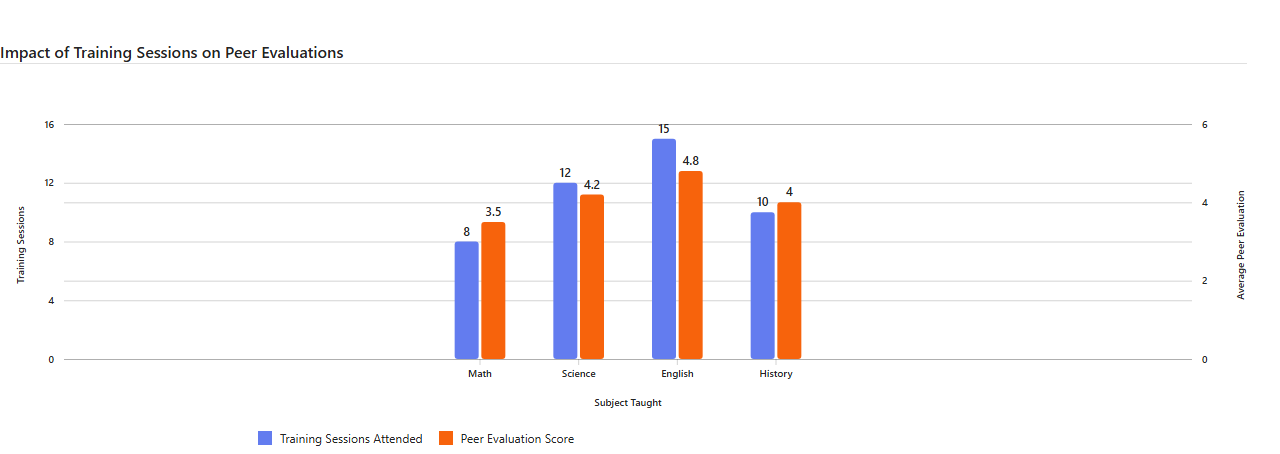 Impact of Training Sessions on Peer Evaluations
16
12
8
4
0
Training Sessions
6
4
2
0
Average Peer Evaluation
8
3.5
12
4.2
15
4.8
10
4
Math
Science
English
History
Subject Taught
Training Sessions Attended
Peer Evaluation Score